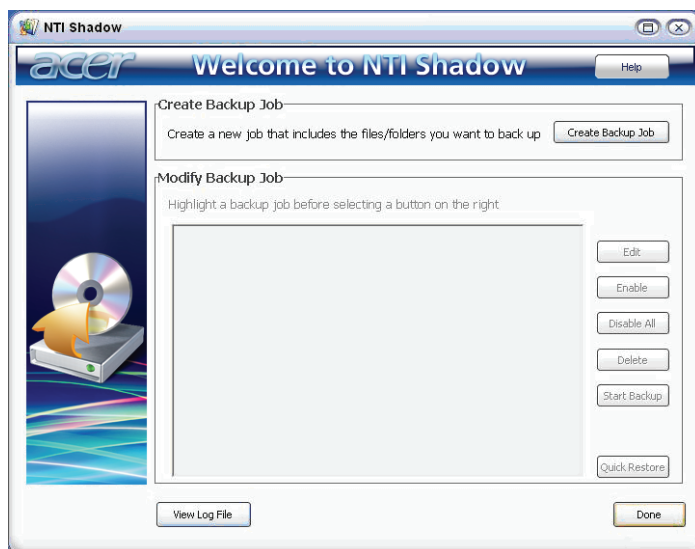 NTI Shadow
acer
Welcome to NTI Shadow
Help
Create Backup Job
Create a new job that includes the files/folders you want to back up
Create Backup Job
Modify Backup Job
Highlight a backup job before selecting a button on the right
Edit
Enable
Disable All
Delete
Start Backup
Quick Restore
View Log File
Done